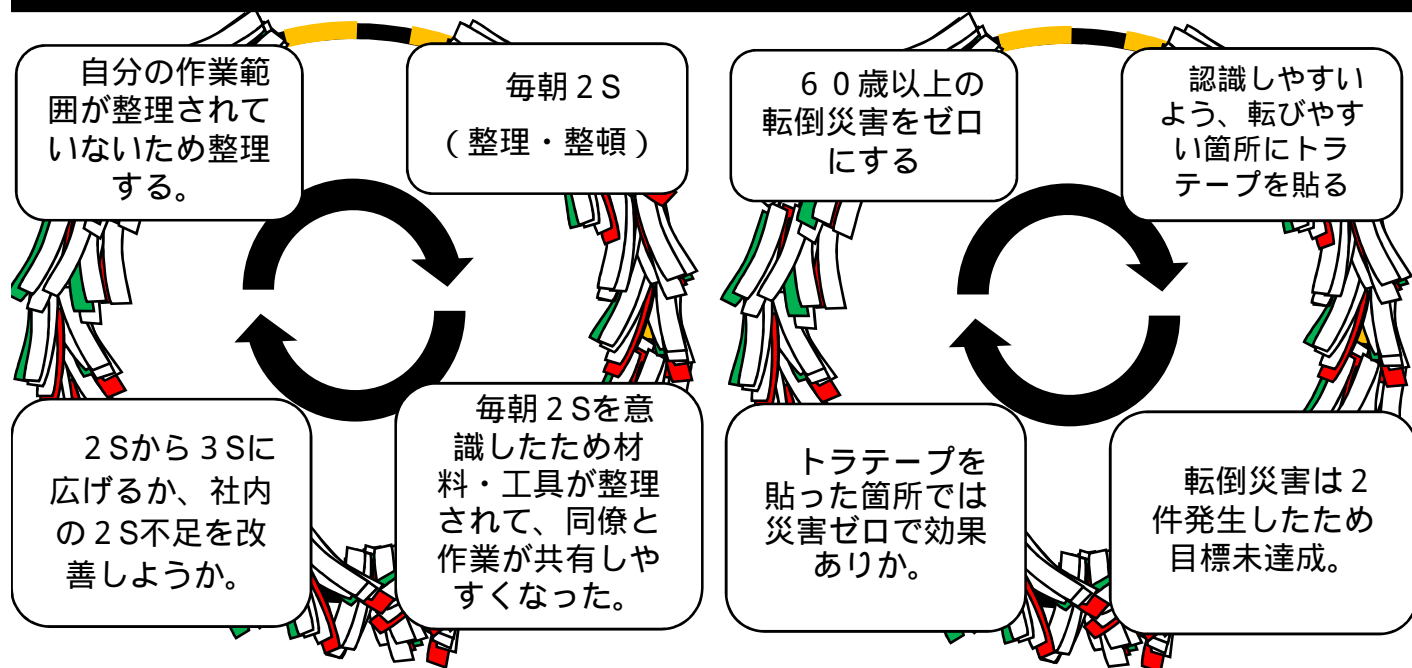 自分の作業範
囲が整理されて
いないため整理
する。
毎朝２S
（整理・整頓）
２Sから３Sに
広げるか、社内
の２S不足を改
善しようか。
毎朝２Sを意
識したため材
料・工具が整理
されて、同僚と
作業が共有しや
すくなった。
６０歳以上の
転倒災害をゼロ
にする
認識しやすい
よう、転びやす
い箇所にトラ
テープを貼る
トラテープを
貼った箇所では
災害ゼロで効果
ありか。
転倒災害は２
件発生したため
目標未達成。